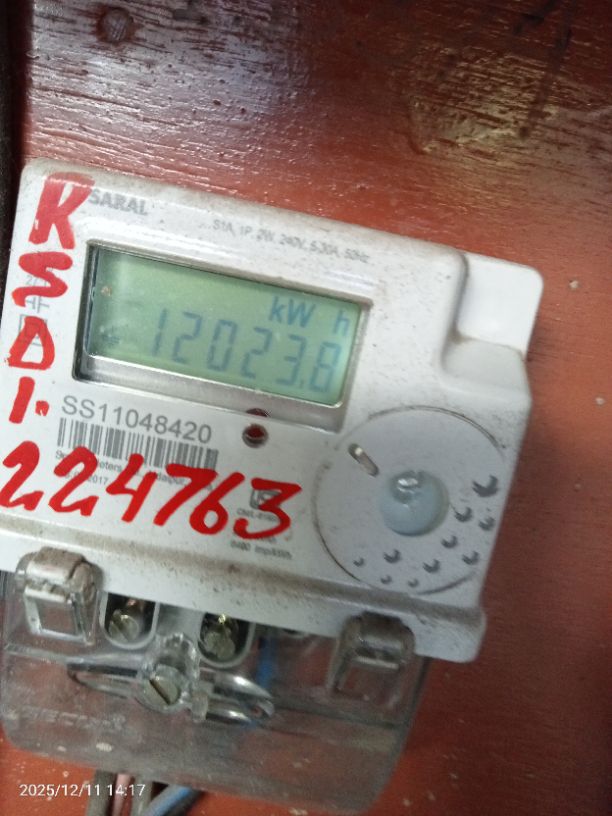 SARAL
S1A, 1P, 2W, 240V, 5-30A, 50Hz
KSD1.
kW h
12023.8
SS11048420
2017
224763
6400 imp/kWh
2025/12/11 14:17